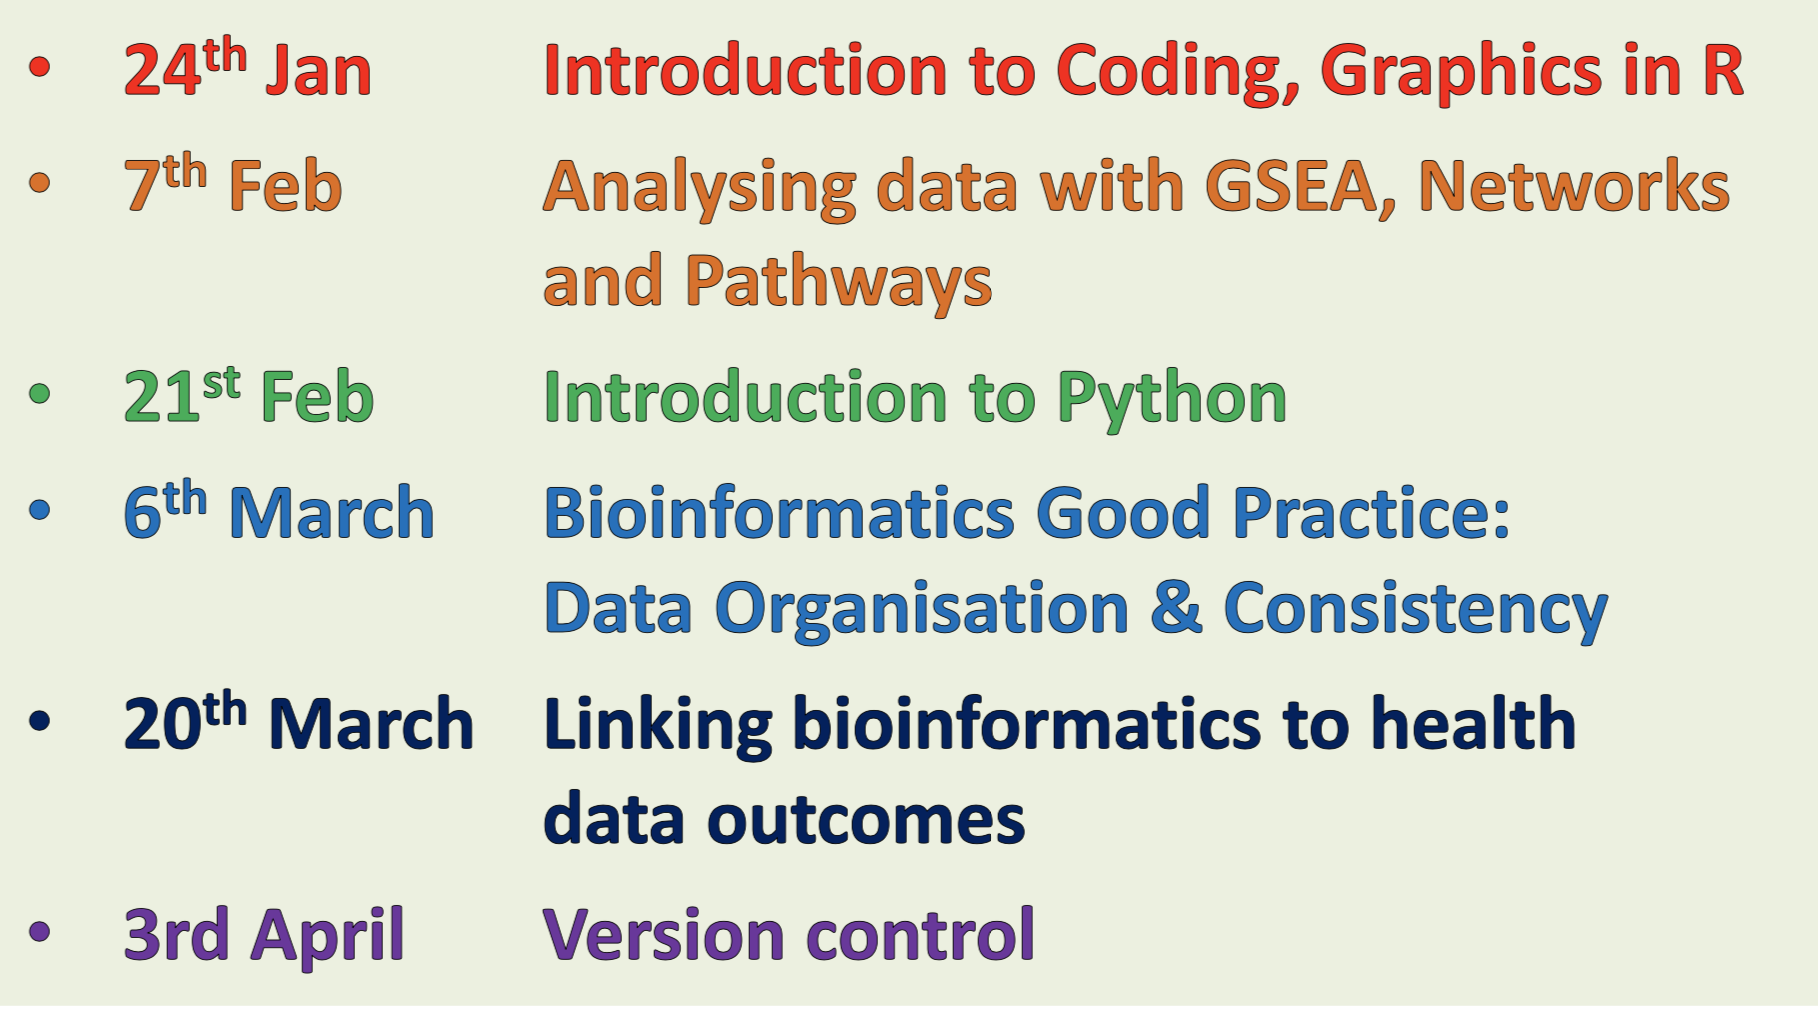 • 24th Jan Introduction to Coding, Graphics in R
• 7th Feb Analysing data with GSEA, Networks
and Pathways
• 21st Feb Introduction to Python
• 6th March Bioinformatics Good Practice:
Data Organisation & Consistency
• 20th March Linking bioinformatics to health
data outcomes
• 3rd April Version control